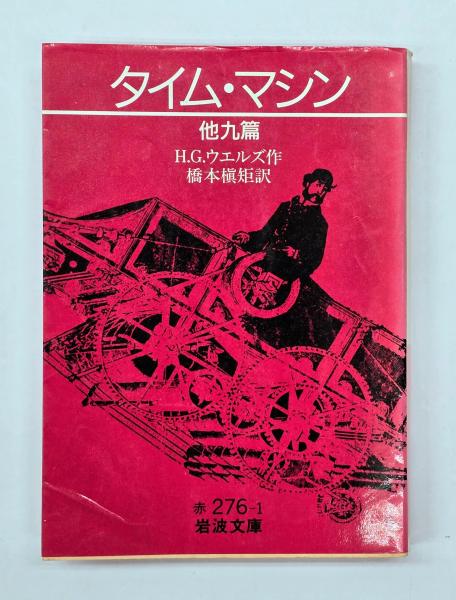 タイム・マシン
他九篇
H.G.ウエルズ作
橋本槇矩訳
赤 276-1
岩波文庫